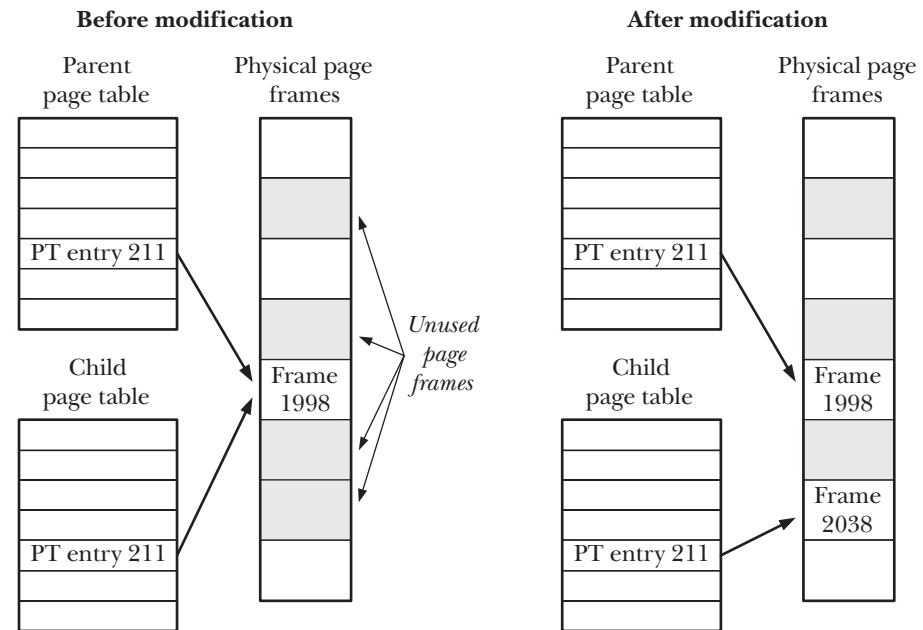 Before modification
Parent
page table
Physical page
frames
PT entry 211
Unused
page
frames
Child
page table
Frame
1998
PT entry 211
After modification
Parent
page table
Physical page
frames
PT entry 211
Child
page table
Frame
1998
Frame
2038
PT entry 211